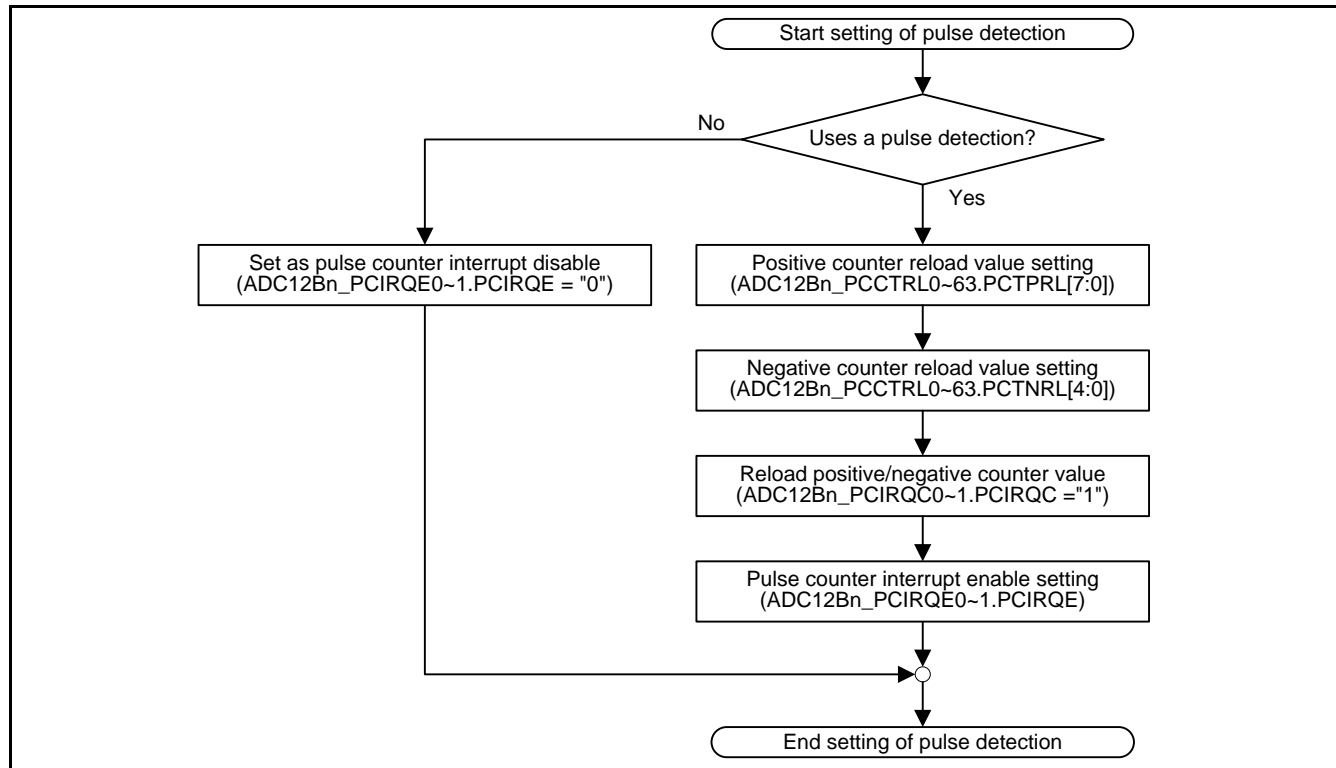 Start setting of pulse detection
Uses a pulse detection?
No
Yes
Set as pulse counter interrupt disable
(ADC12Bn_PCIRQE0~1.PCIRQE = "0")
Positive counter reload value setting
(ADC12Bn_PCCTRL0~63.PCTPRL[7:0])
Negative counter reload value setting
(ADC12Bn_PCCTRL0~63.PCTNRL[4:0])
Reload positive/negative counter value
(ADC12Bn_PCIRQC0~1.PCIRQC ="1")
Pulse counter interrupt enable setting
(ADC12Bn_PCIRQE0~1.PCIRQE)
End setting of pulse detection